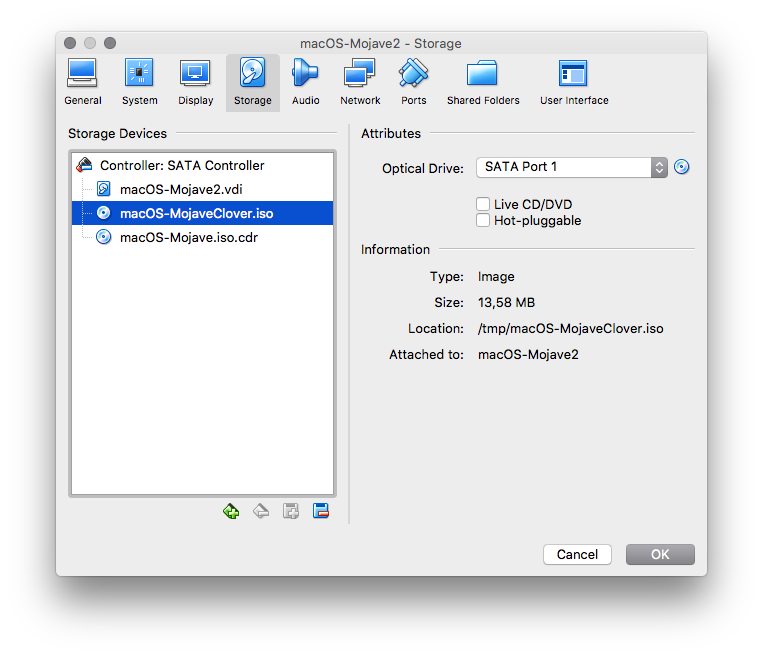 macOS-Mojave2 - Storage
General System Display Storage Audio Network Ports Shared Folders User Interface
Storage Devices
Controller: SATA Controller
macOS-Mojave2.vdi
macOS-MojaveClover.iso
macOS-Mojave.iso.cdr
Attributes
Optical Drive: SATA Port 1
Live CD/DVD
Hot-pluggable
Information
Type: Image
Size: 13,58 MB
Location: /tmp/macOS-MojaveClover.iso
Attached to: macOS-Mojave2
Cancel OK